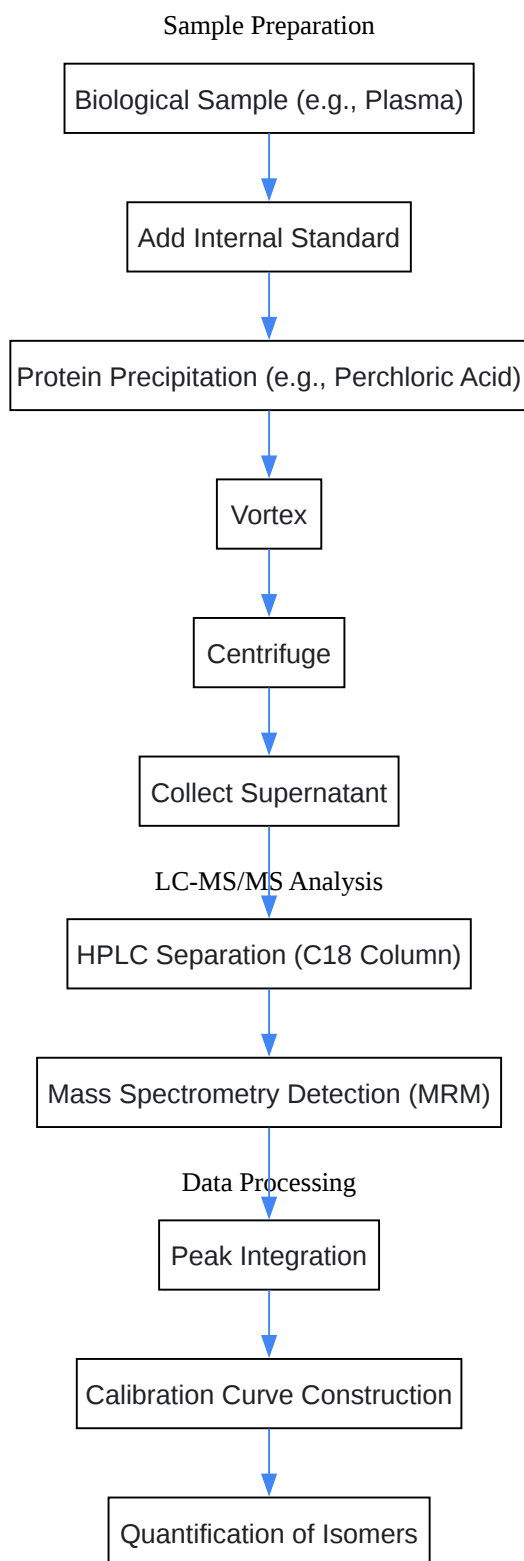 Sample Preparation
Biological Sample (e.g., Plasma)
Add Internal Standard
Protein Precipitation (e.g., Perchloric Acid)
Vortex
Centrifuge
Collect Supernatant
LC-MS/MS Analysis
HPLC Separation (C18 Column)
Mass Spectrometry Detection (MRM)
Data Processing
Peak Integration
Calibration Curve Construction
Quantification of Isomers